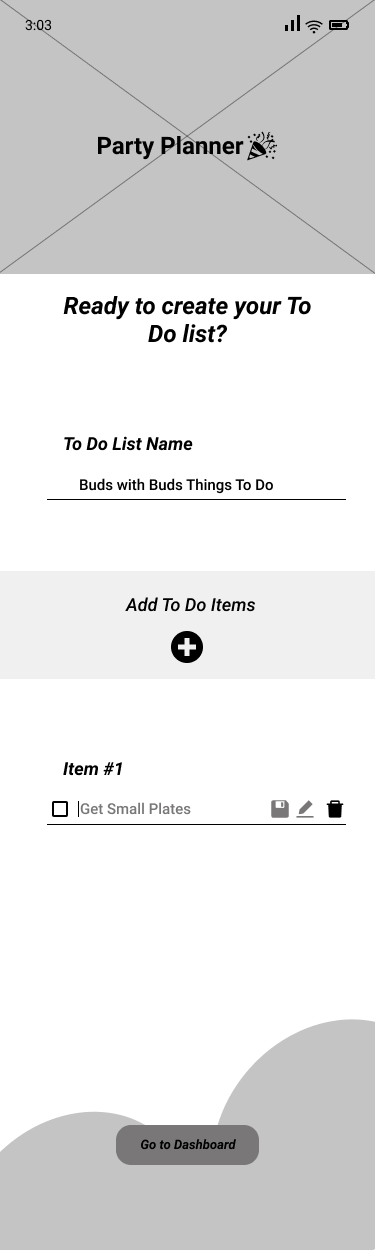 3:03
Party Planner
Ready to create your To
Do list?
To Do List Name
Buds with Buds Things To Do
Add To Do Items
Item #1
Get Small Plates
Go to Dashboard